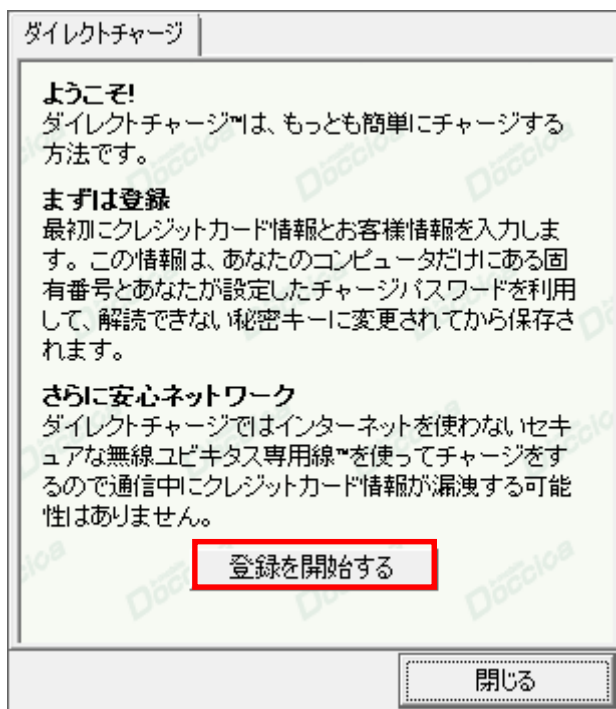 ダイレクトチャージ
ようこそ!
ダイレクトチャージ™は、もっとも簡単にチャージする
方法です。
まずは登録
最初にクレジットカード情報とお客様情報を入力しま
す。この情報は、あなたのコンピュータだけにある固
有番号とあなたが設定したチャージパスワードを利用
して、解読できない秘密キーに変更されてから保存さ
れます。
さらに安心ネットワーク
ダイレクトチャージではインターネットを使わないセキ
ュアな無線ユビキタス専用線™を使ってチャージをす
るので通信中にクレジットカード情報が漏洩する可能
性はありません。
登録を開始する
閉じる